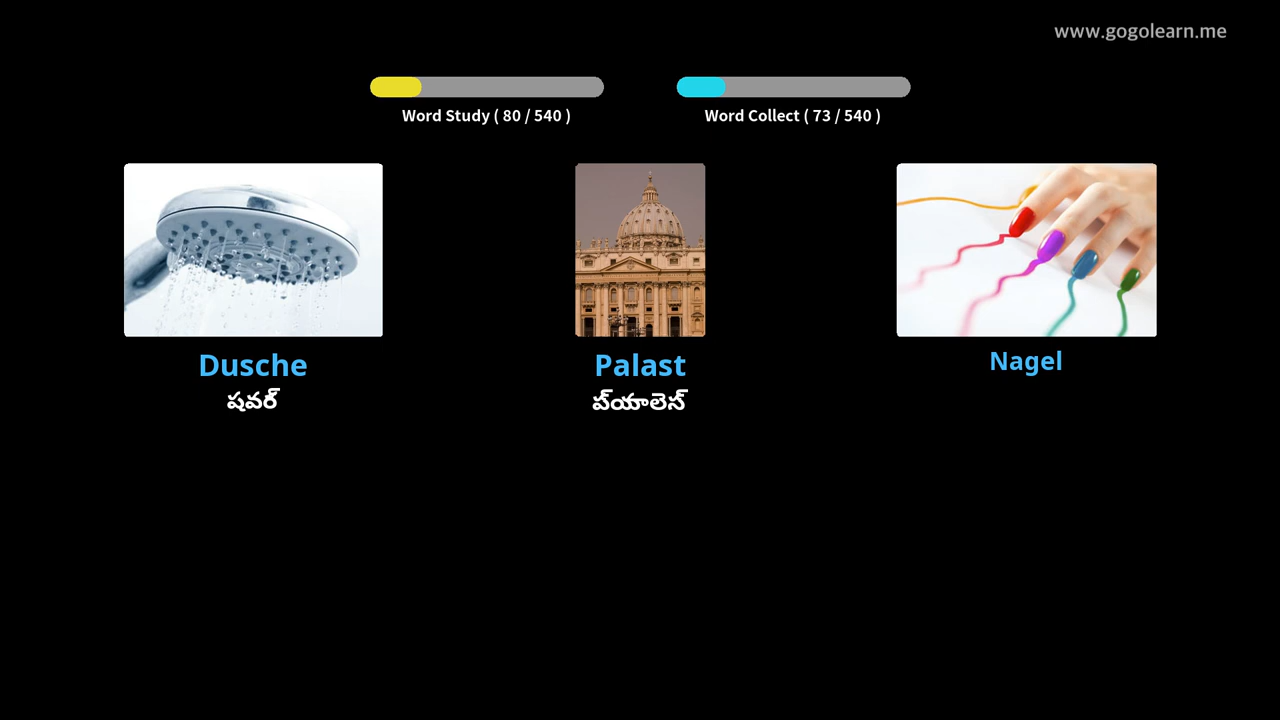 www.gogolearn.me
Word Study ( 80 / 540 )
Word Collect ( 73 / 540 )
Dusche
Palast
Nagel
షవర్
ప్‌యాలెస్